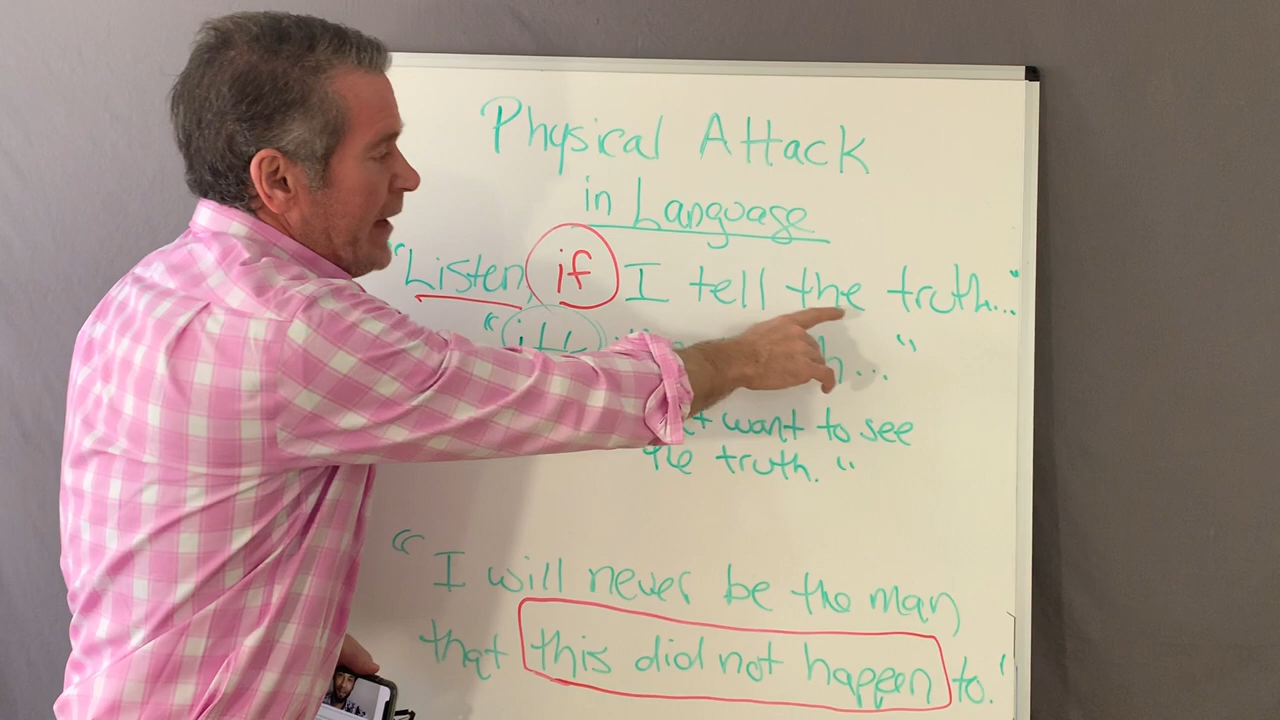 Physical Attack
in Language
"Listen, if I tell the truth..."
"
..."
want to see
the truth."
"I will never be the man
that this did not happen to."